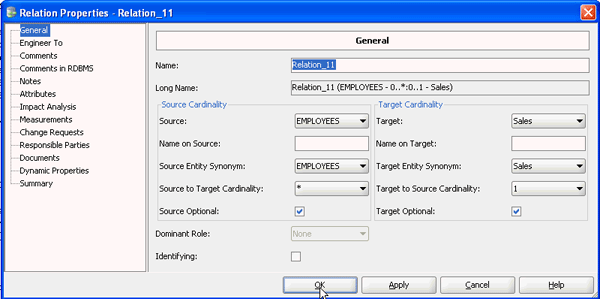 Relation Properties - Relation_11
General
Engineer To
Comments
Comments in RDBMS
Notes
Attributes
Impact Analysis
Measurements
Change Requests
Responsible Parties
Documents
Dynamic Properties
Summary
General
Name: Relation_11
Long Name: Relation_11 (EMPLOYEES - 0..*:0..1 - Sales)
Source Cardinality
Source: EMPLOYEES
Name on Source:
Source Entity Synonym: EMPLOYEES
Source to Target Cardinality: *
Source Optional:
Target Cardinality
Target: Sales
Name on Target:
Target Entity Synonym: Sales
Target to Source Cardinality: 1
Target Optional:
Dominant Role: None
Identifying:
OK Apply Cancel Help